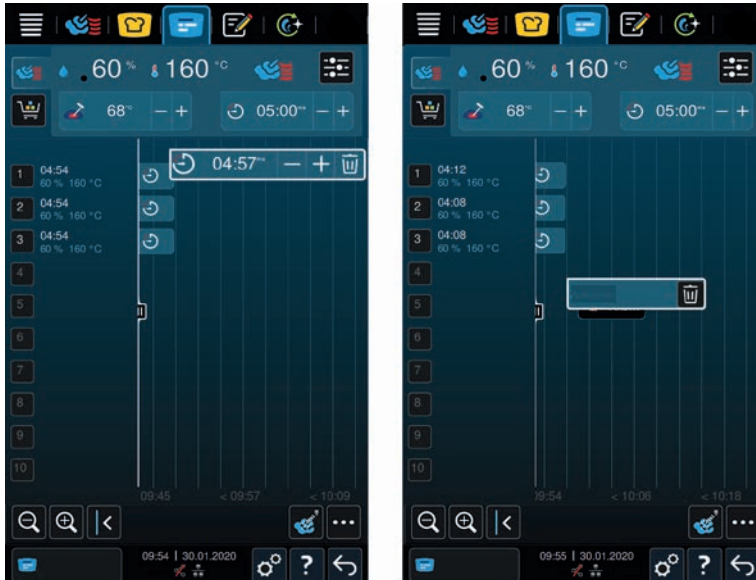 60 % 160 °C
68 °C — + 05:00 — +
04:57 — +
1 04:54
60 % 160 °C
2 04:54
60 % 160 °C
3 04:54
60 % 160 °C
4
5
6
7
8
9
10
09:45 < 09:57 < 10:09
09:54 | 30.01.2020
?
60 % 160 °C
68 °C — + 05:00 — +
1 04:12
60 % 160 °C
2 04:08
60 % 160 °C
3 04:08
60 % 160 °C
4
5
6
7
8
9
10
09:54 < 10:06 < 10:18
09:55 | 30.01.2020
?